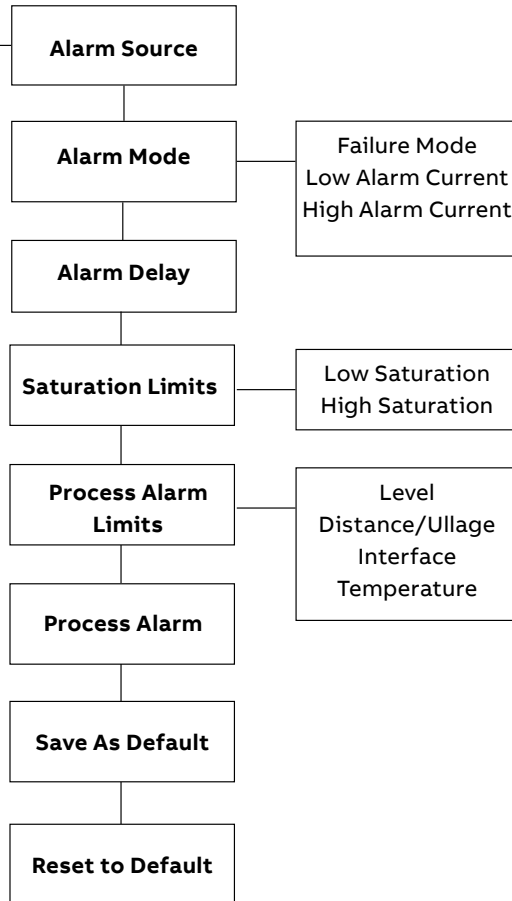 Alarm Source
Alarm Mode
Failure Mode
Low Alarm Current
High Alarm Current
Alarm Delay
Saturation Limits
Low Saturation
High Saturation
Process Alarm
Limits
Level
Distance/Ullage
Interface
Temperature
Process Alarm
Save As Default
Reset to Default